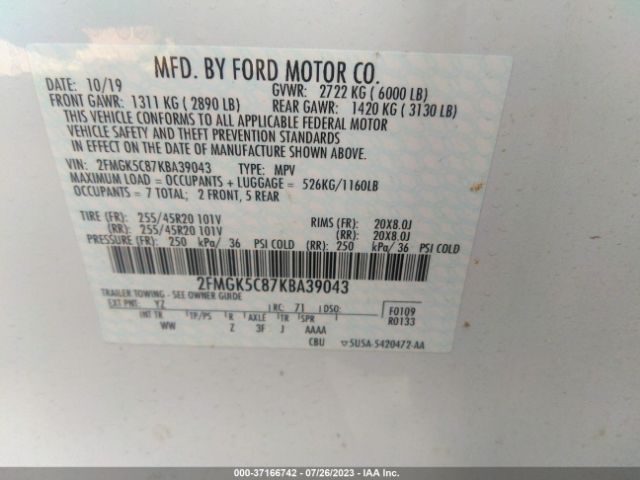 MFD. BY FORD MOTOR CO.
DATE: 10/19 GVWR: 2722 KG ( 6000 LB)
FRONT GAWR: 1311 KG ( 2890 LB) REAR GAWR: 1420 KG ( 3130 LB)
THIS VEHICLE CONFORMS TO ALL APPLICABLE FEDERAL MOTOR
VEHICLE SAFETY AND THEFT PREVENTION STANDARDS
IN EFFECT ON THE DATE OF MANUFACTURE SHOWN ABOVE.
VIN: 2FMGK5C87KBA39043 TYPE: MPV
MAXIMUM LOAD = OCCUPANTS + LUGGAGE = 526KG/1160LB
OCCUPANTS = 7 TOTAL; 2 FRONT, 5 REAR
TIRE (FR): 255/45R20 101V RIMS (FR): 20X8.0J
(RR): 255/45R20 101V (RR): 20X8.0J
PRESSURE (FR): 250 kPa/ 36 PSI COLD (RR): 250 kPa/ 36 PSI COLD
2FMGK5C87KBA39043
TRAILER TOWING - SEE OWNER GUIDE
EXT PNT: YZ RC: 71 DSO: F0109
INT TR TP/PS R AXLE TR SPR R0133
WW Z 3F J AAAA
CBU 5U5A-5420472-AA
000-37166742 / 07/26/2023 - IAA Inc.